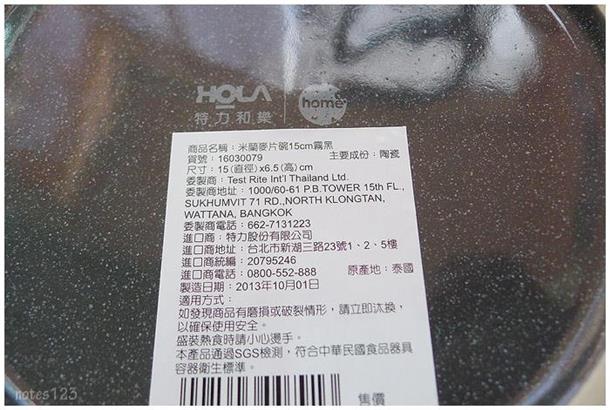 HOLA home
特力和樂
商品名稱：米蘭麥片碗15cm霧黑
貨號：16030079 主要成份：陶瓷
尺寸：15(直徑)x6.5(高)cm
委製商：Test Rite Int'l Thailand Ltd.
委製商地址：1000/60-61 P.B.TOWER 15th FL.,
SUKHUMVIT 71 RD.,NORTH KLONGTAN,
WATTANA, BANGKOK
委製商電話：662-7131223
進口商：特力股份有限公司
進口商地址：台北市新湖三路23號1、2、5樓
進口商統編：20795246
進口商電話：0800-552-888 原產地：泰國
製造日期：2013年10月01日
適用方式：
如發現商品有磨損或破裂情形，請立即汰換，
以確保使用安全。
盛裝熱食時請小心燙手。
本產品通過SGS檢測，符合中華民國食品器具
容器衛生標準。
售價
notes123